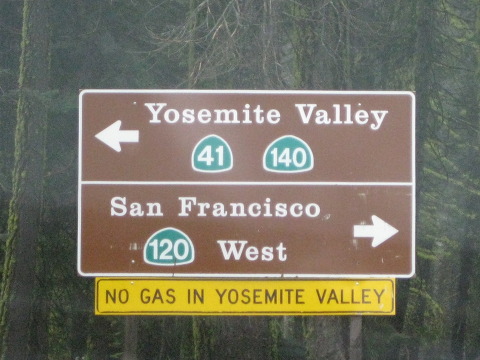 Yosemite Valley
41 140
San Francisco
120 West
NO GAS IN YOSEMITE VALLEY